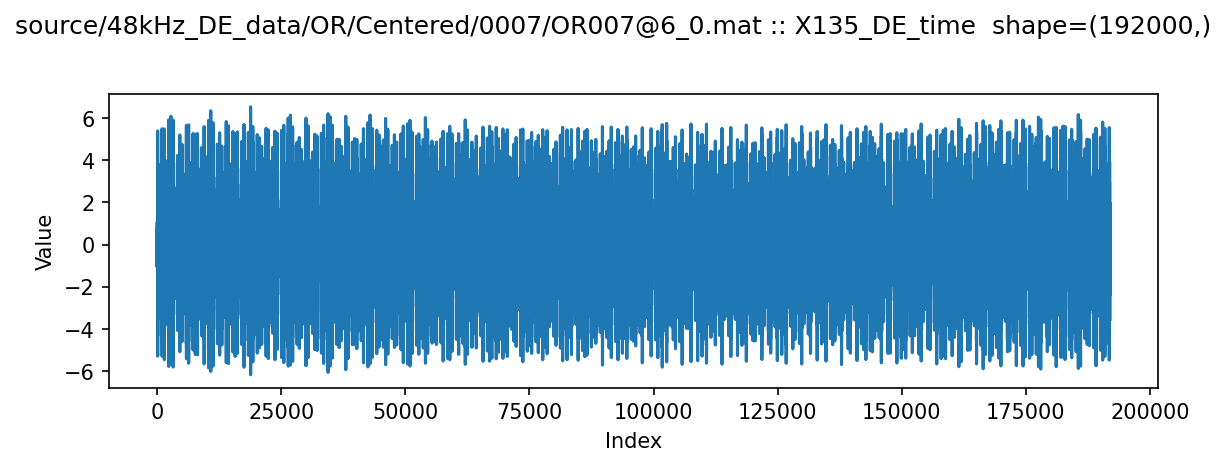 source/48kHz_DE_data/OR/Centered/0007/OR007@6_0.mat :: X135_DE_time  shape=(192000,)
6
4
2
0
−2
−4
−6
Value
0 25000 50000 75000 100000 125000 150000 175000 200000
Index